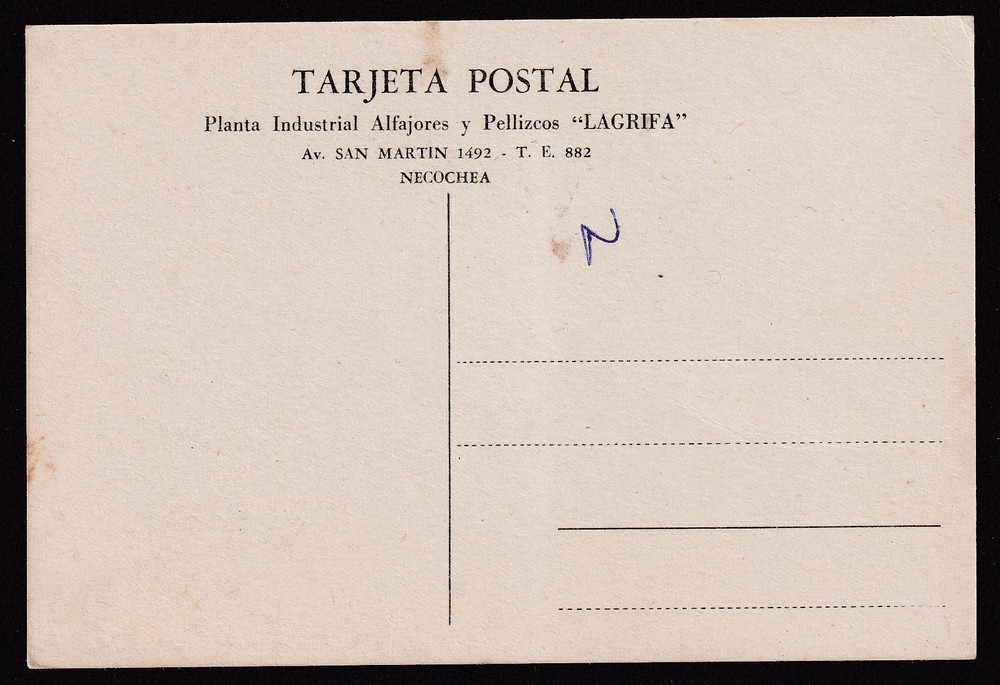 TARJETA POSTAL
Planta Industrial Alfajores y Pellizcos “LAGRIFA”
Av. SAN MARTIN 1492 - T. E. 882
NECOCHEA